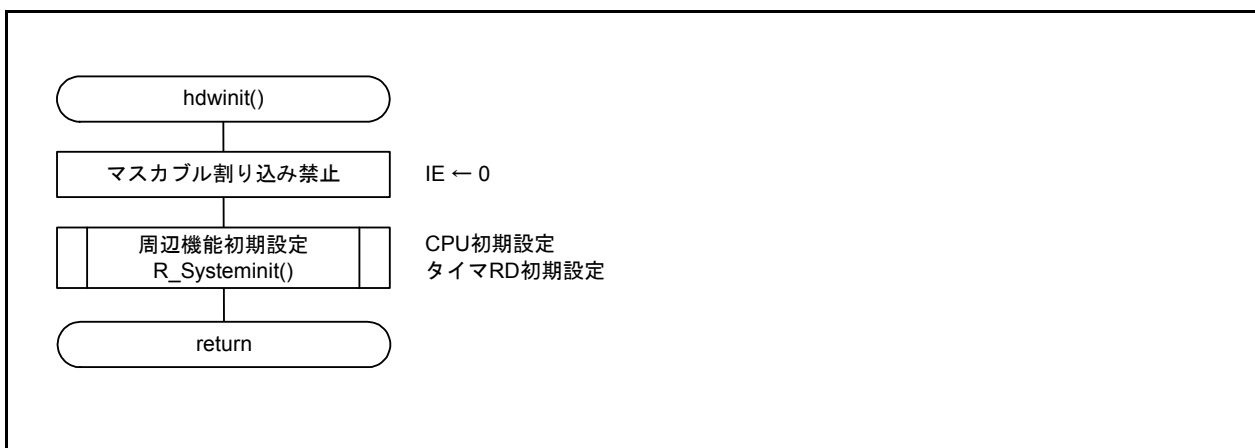 hdwinit()
マスカブル割り込み禁止
IE ← 0
周辺機能初期設定
R_Systeminit()
CPU初期設定
タイマRD初期設定
return